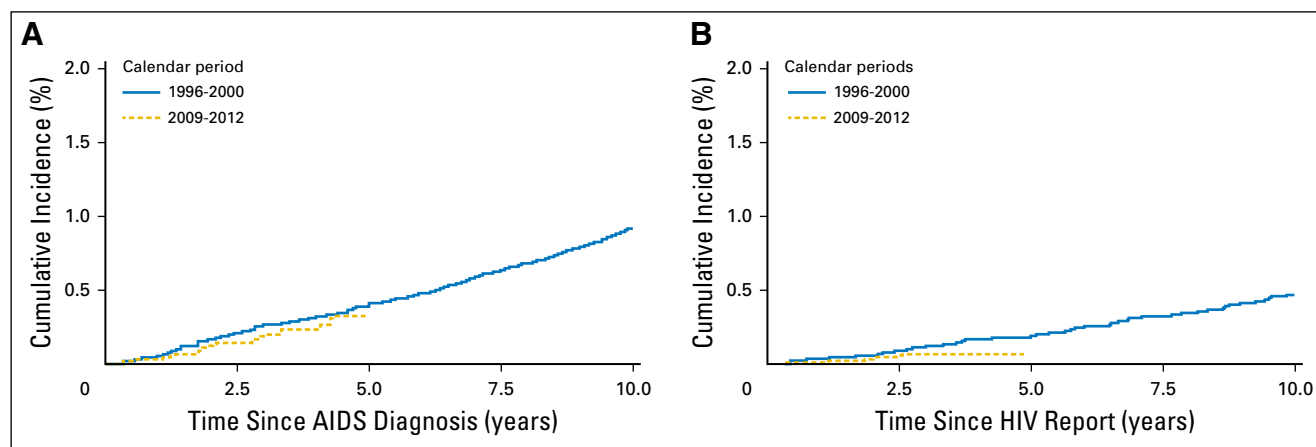 A
Calendar period
1996-2000
2009-2012
Cumulative Incidence (%)
2.0
1.5
1.0
0.5
0
2.5
5.0
7.5
10.0
Time Since AIDS Diagnosis (years)
B
Calendar periods
1996-2000
2009-2012
Cumulative Incidence (%)
2.0
1.5
1.0
0.5
0
2.5
5.0
7.5
10.0
Time Since HIV Report (years)